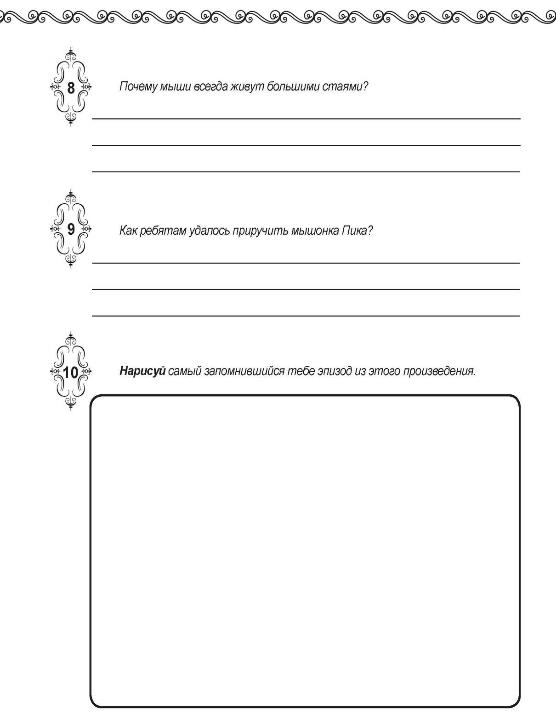 8
Почему мыши всегда живут большими стаями?
9
Как ребятам удалось приручить мышонка Пика?
10
Нарисуй самый запомнившийся тебе эпизод из этого произведения.